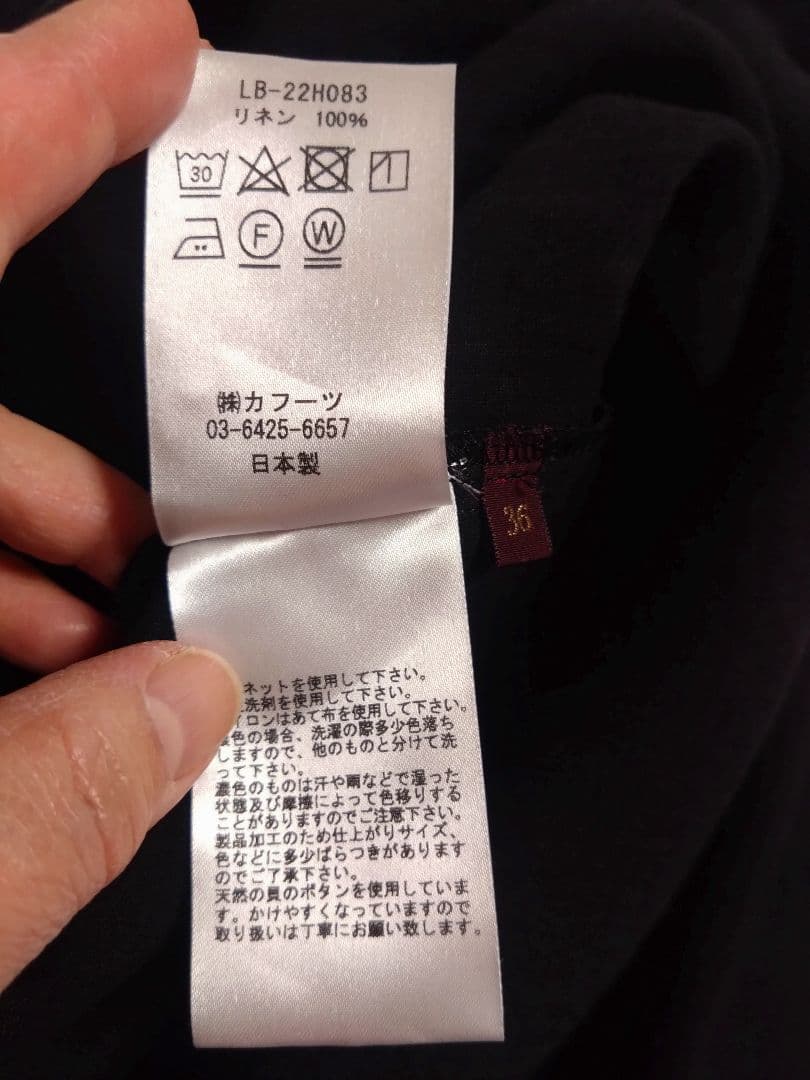 LB-22H083
リネン 100%
30
F
W
㈱カフーツ
03-6425-6657
日本製
36
ネットを使用して下さい。
洗剤を使用して下さい。
ロンはあて布を使用して下さい。
濃色の場合、洗濯の際多少色落ち
しますので、他のものと分けて洗
って下さい。
濃色のものは汗や雨などで湿った
状態及び摩擦によって色移りする
ことがありますのでご注意下さい。
製品加工のため仕上がりサイズ、
色などに多少ばらつきがあります
のでご了承下さい。
天然の貝のボタンを使用していま
す。かけやすくなっていますので
取り扱いは丁寧にお願い致します。